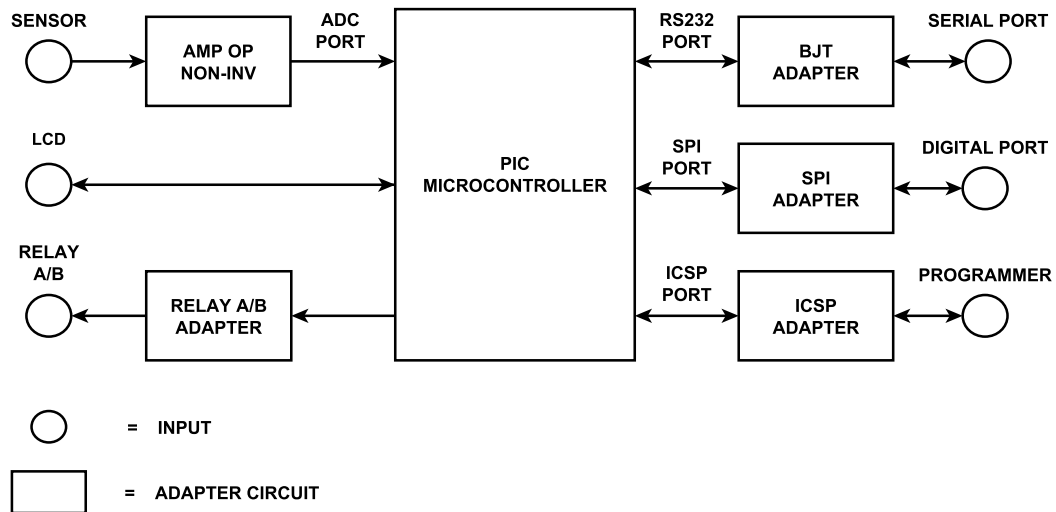 SENSOR
AMP OP
NON-INV
ADC
PORT
LCD
RELAY
A/B
RELAY A/B
ADAPTER
PIC
MICROCONTROLLER
RS232
PORT
BJT
ADAPTER
SERIAL PORT
SPI
PORT
SPI
ADAPTER
DIGITAL PORT
ICSP
PORT
ICSP
ADAPTER
PROGRAMMER
= INPUT
= ADAPTER CIRCUIT